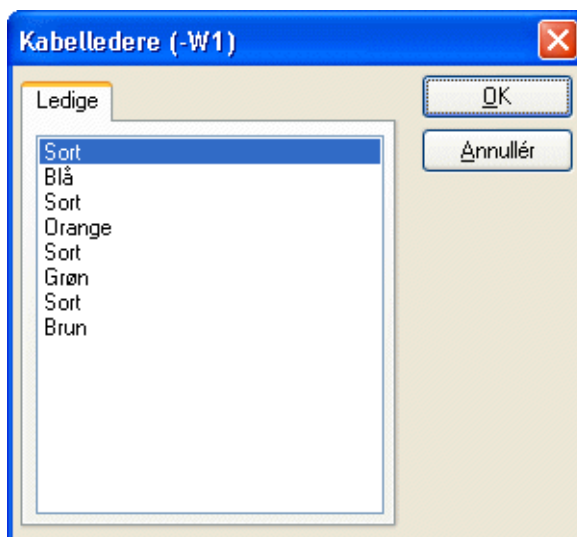 Kabelledere (-W1)
Ledige
OK
Annullér
Sort
Blå
Sort
Orange
Sort
Grøn
Sort
Brun